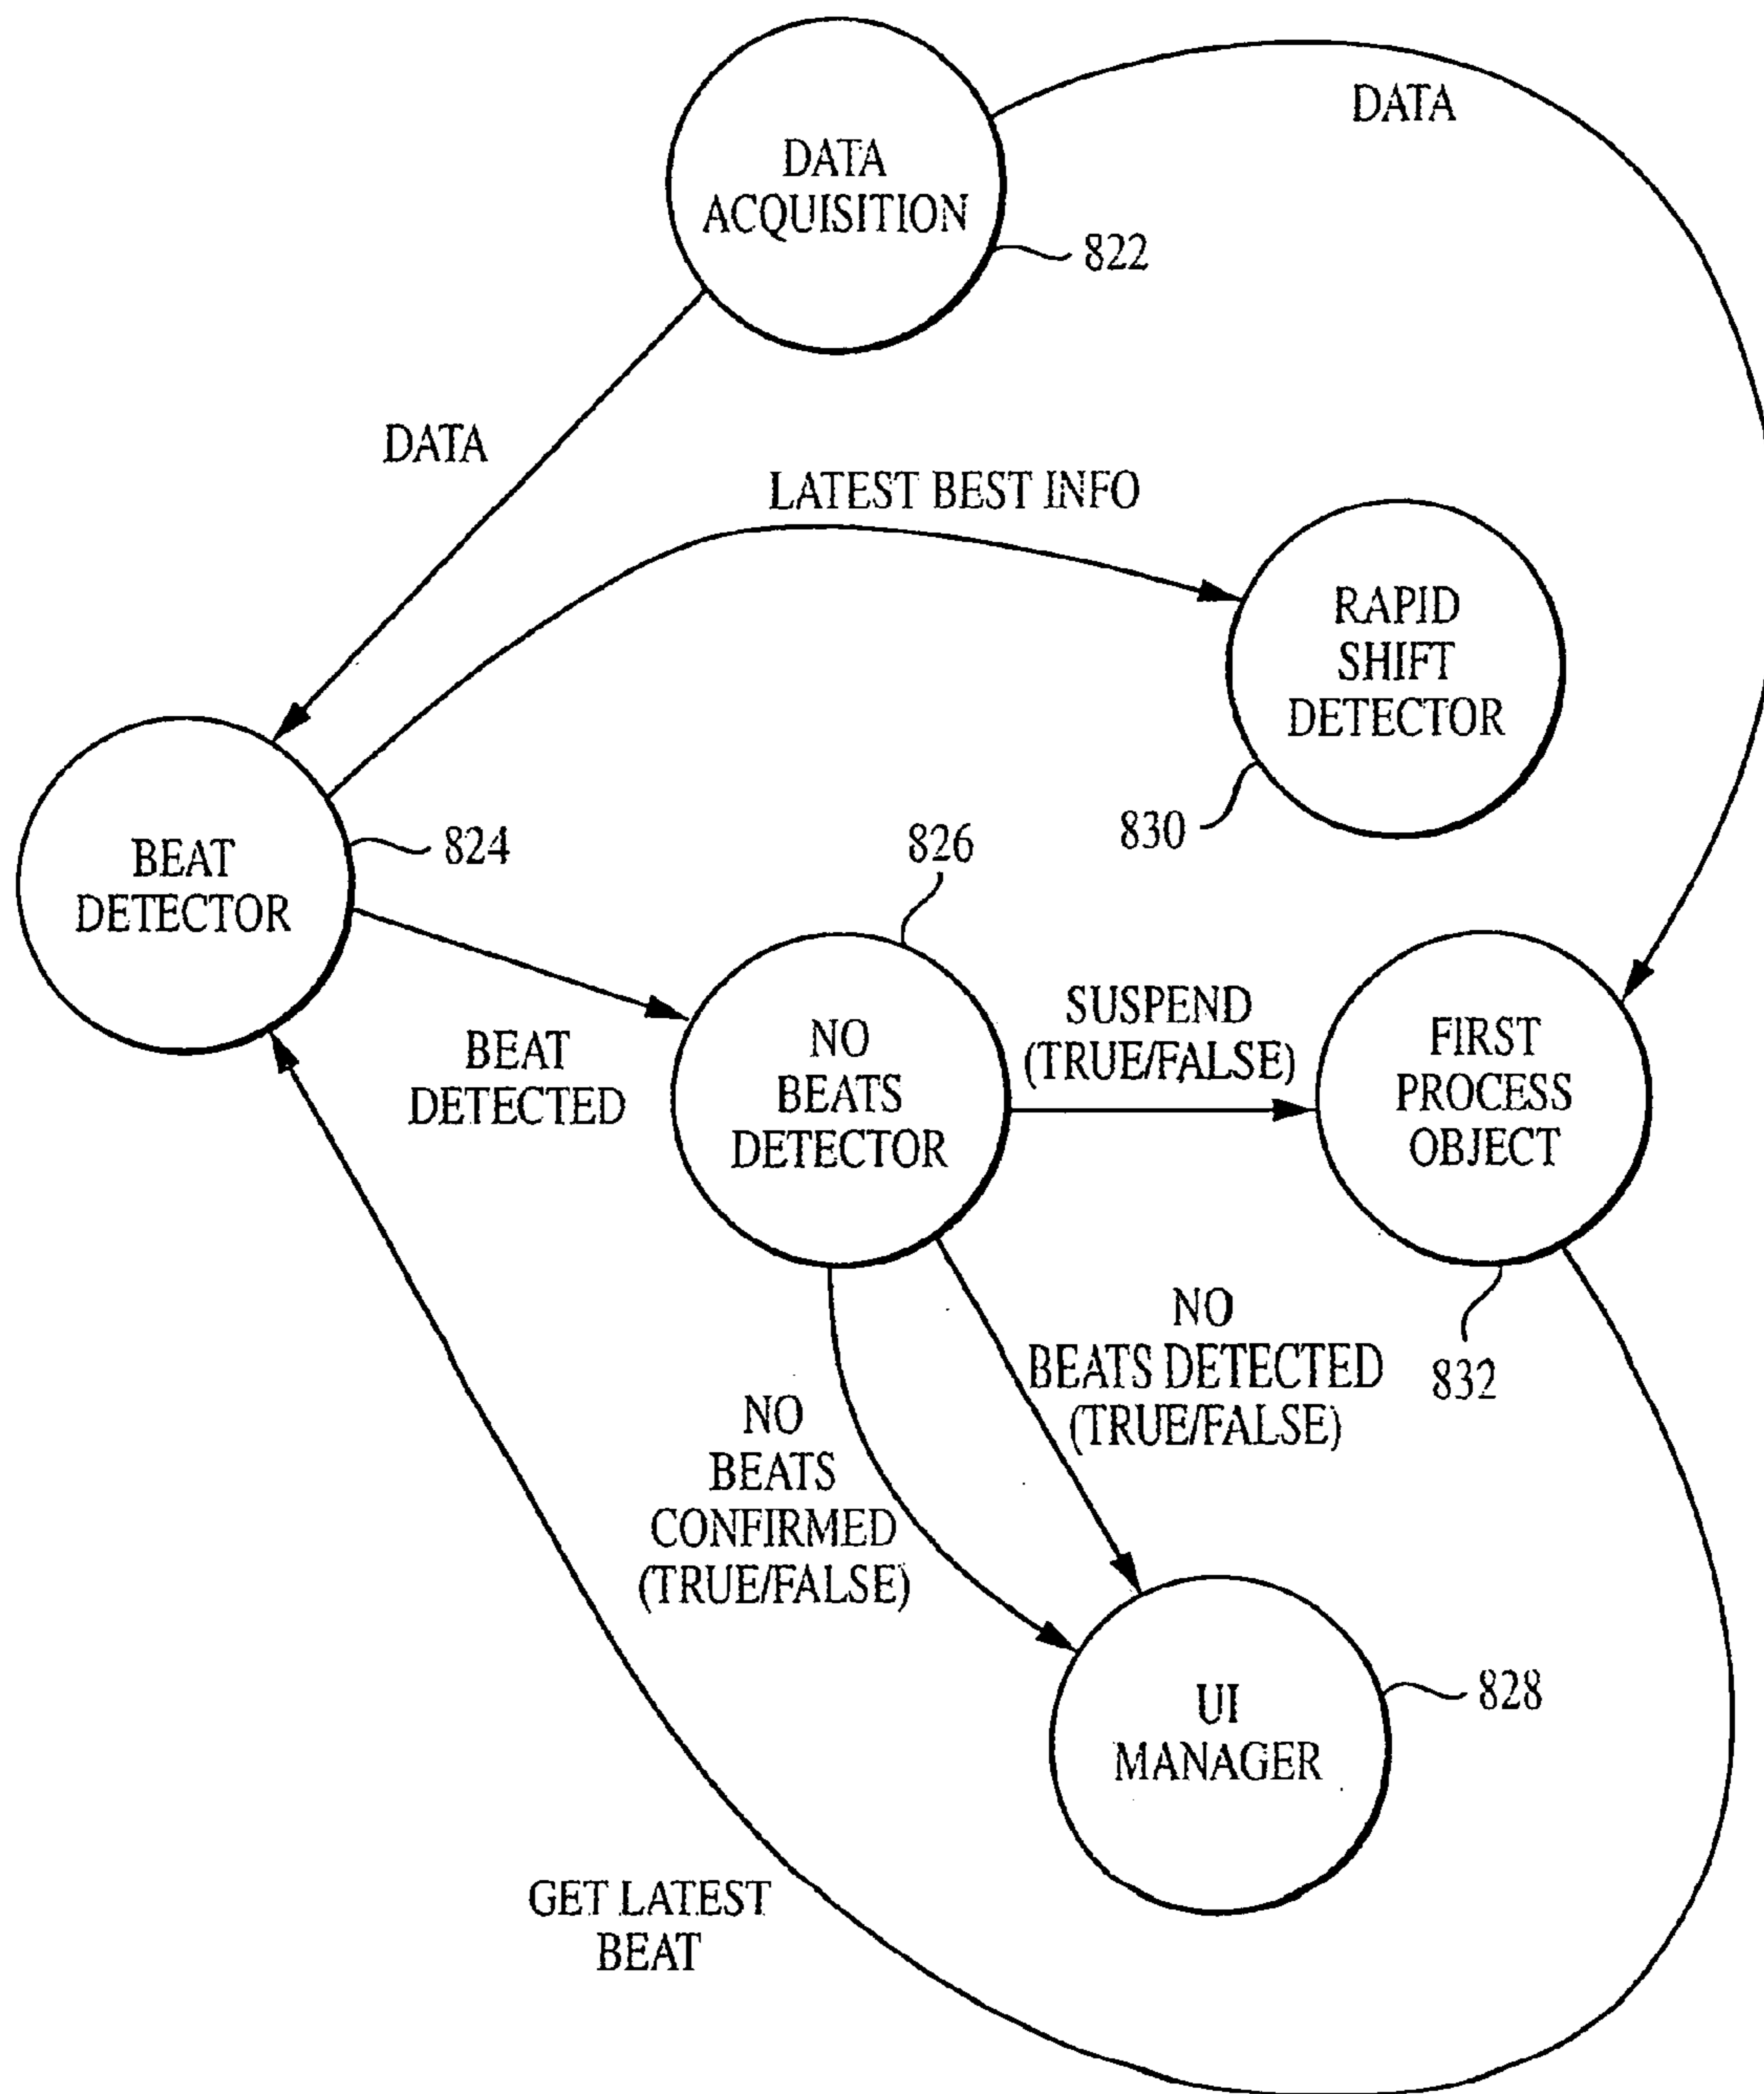 DATA
DATA
ACQUISITION
822
DATA
LATEST BEST INFO
RAPID
SHIFT
DETECTOR
830
BEAT
DETECTOR
824
826
BEAT
DETECTED
NO
BEATS
DETECTOR
SUSPEND
(TRUE/FALSE)
FIRST
PROCESS
OBJECT
832
NO
BEATS DETECTED
(TRUE/FALSE)
NO
BEATS
CONFIRMED
(TRUE/FALSE)
UI
MANAGER
828
GET LATEST
BEAT